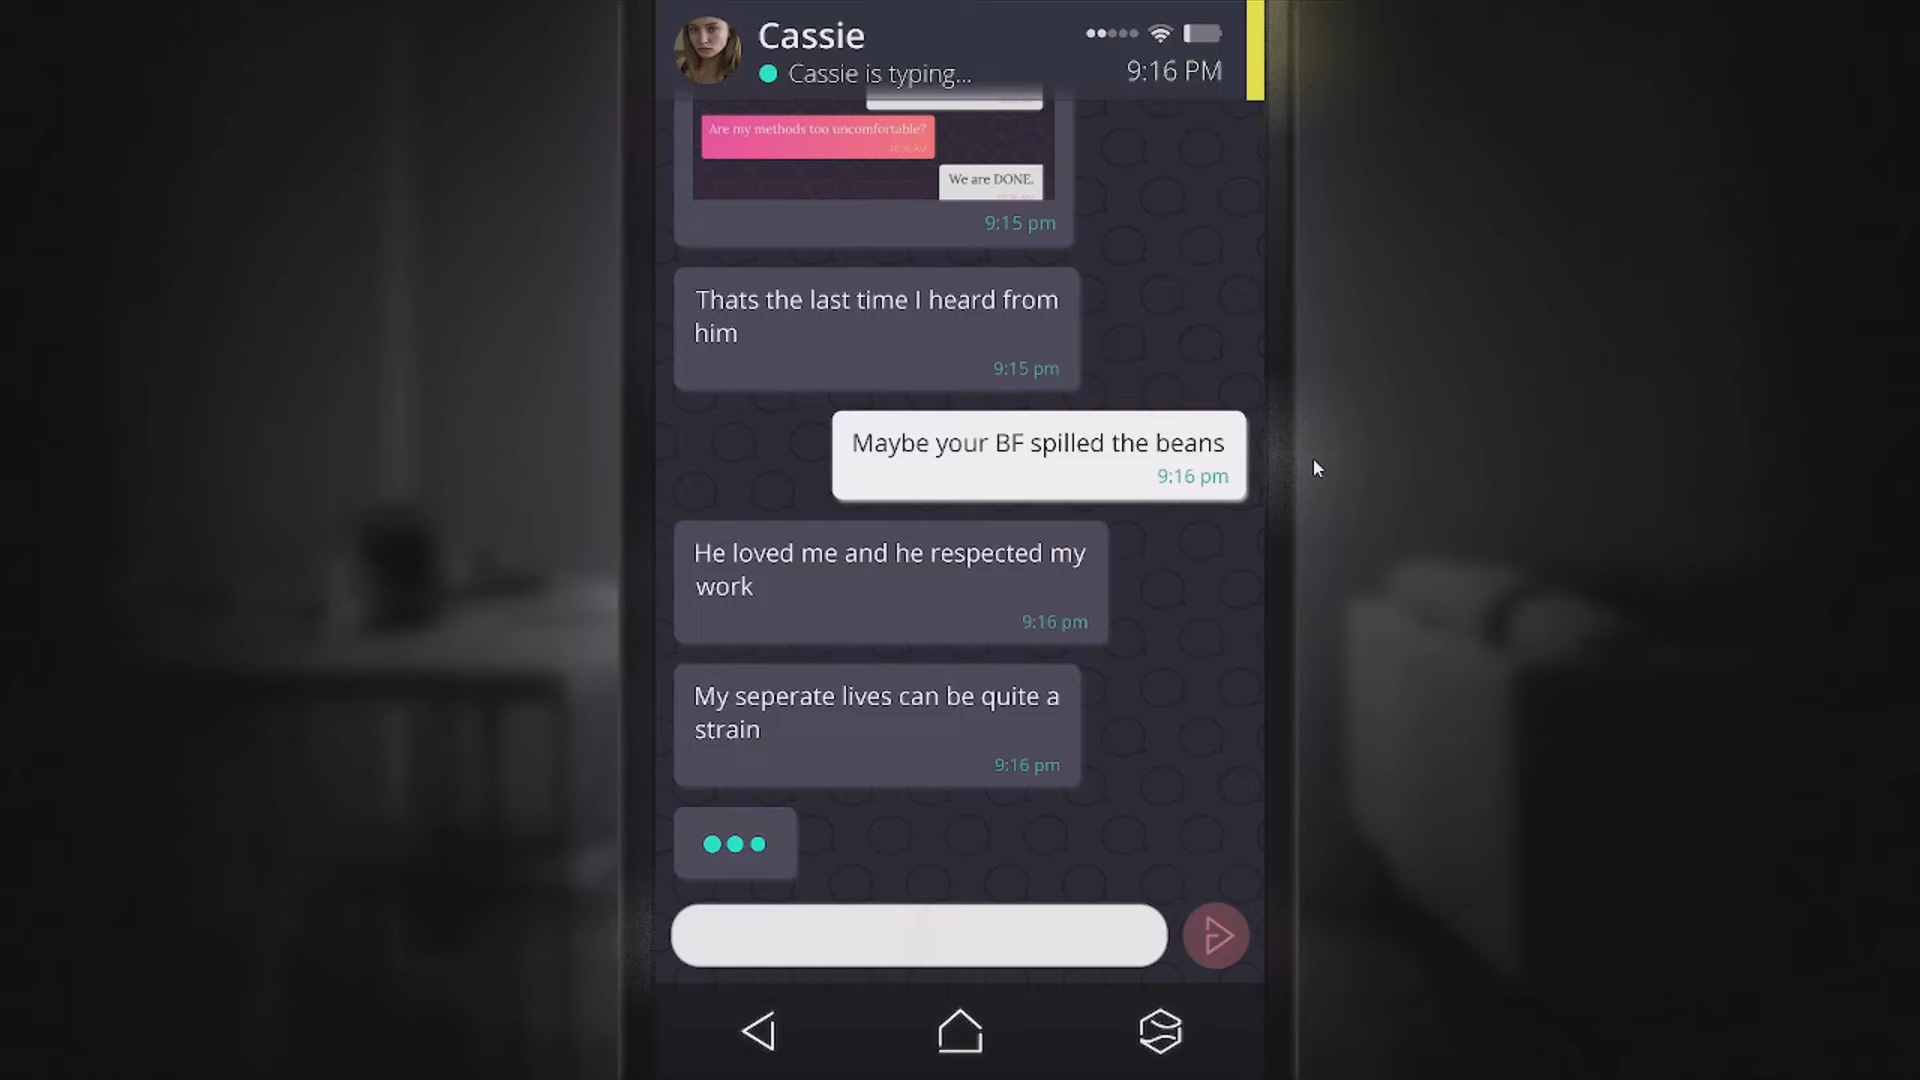 Cassie
Cassie is typing...
9:16 PM
Are my methods too uncomfortable?
We are DONE.
9:15 pm
Thats the last time I heard from
him
9:15 pm
Maybe your BF spilled the beans
9:16 pm
He loved me and he respected my
work
9:16 pm
My seperate lives can be quite a
strain
9:16 pm